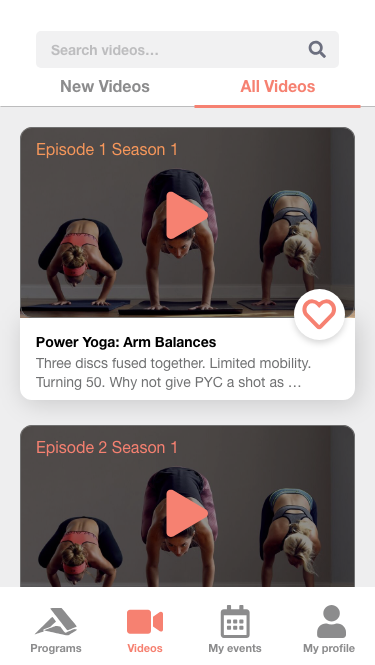 Search videos...
New Videos
All Videos
Episode 1 Season 1
Power Yoga: Arm Balances
Three discs fused together. Limited mobility.
Turning 50. Why not give PYC a shot as ...
Episode 2 Season 1
Programs
Videos
My events
My profile